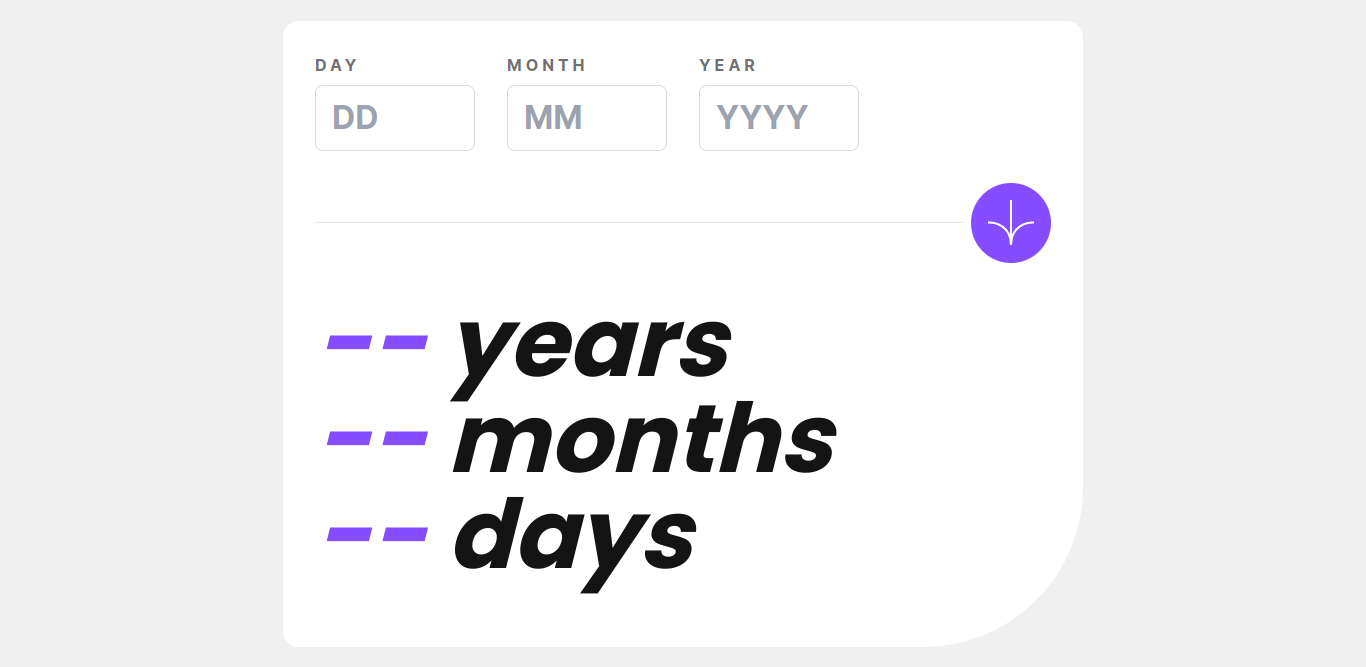 DAY MONTH YEAR
DD MM YYYY
-- years
-- months
-- days